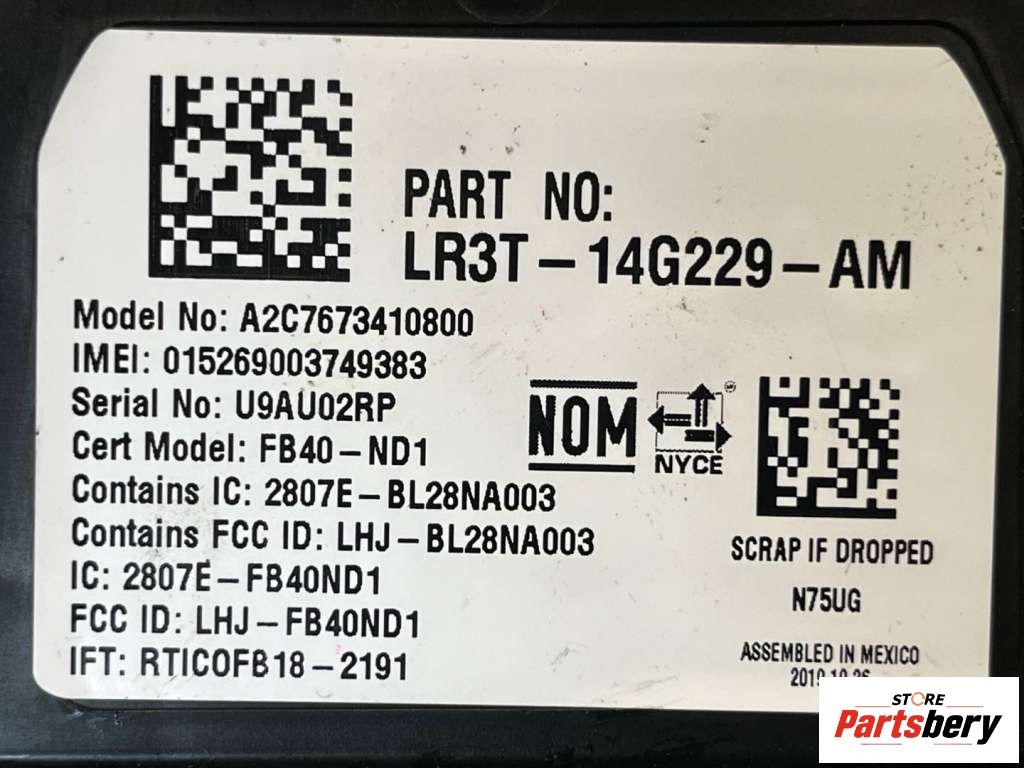 PART NO:
LR3T-14G229-AM
Model No: A2C7673410800
IMEI: 015269003749383
Serial No: U9AU02RP
Cert Model: FB40-ND1
Contains IC: 2807E-BL28NA003
Contains FCC ID: LHJ-BL28NA003
IC: 2807E-FB40ND1
FCC ID: LHJ-FB40ND1
IFT: RTICOFB18-2191
NOM
NYCE
SCRAP IF DROPPED
N75UG
ASSEMBLED IN MEXICO
STORE
Partsbery